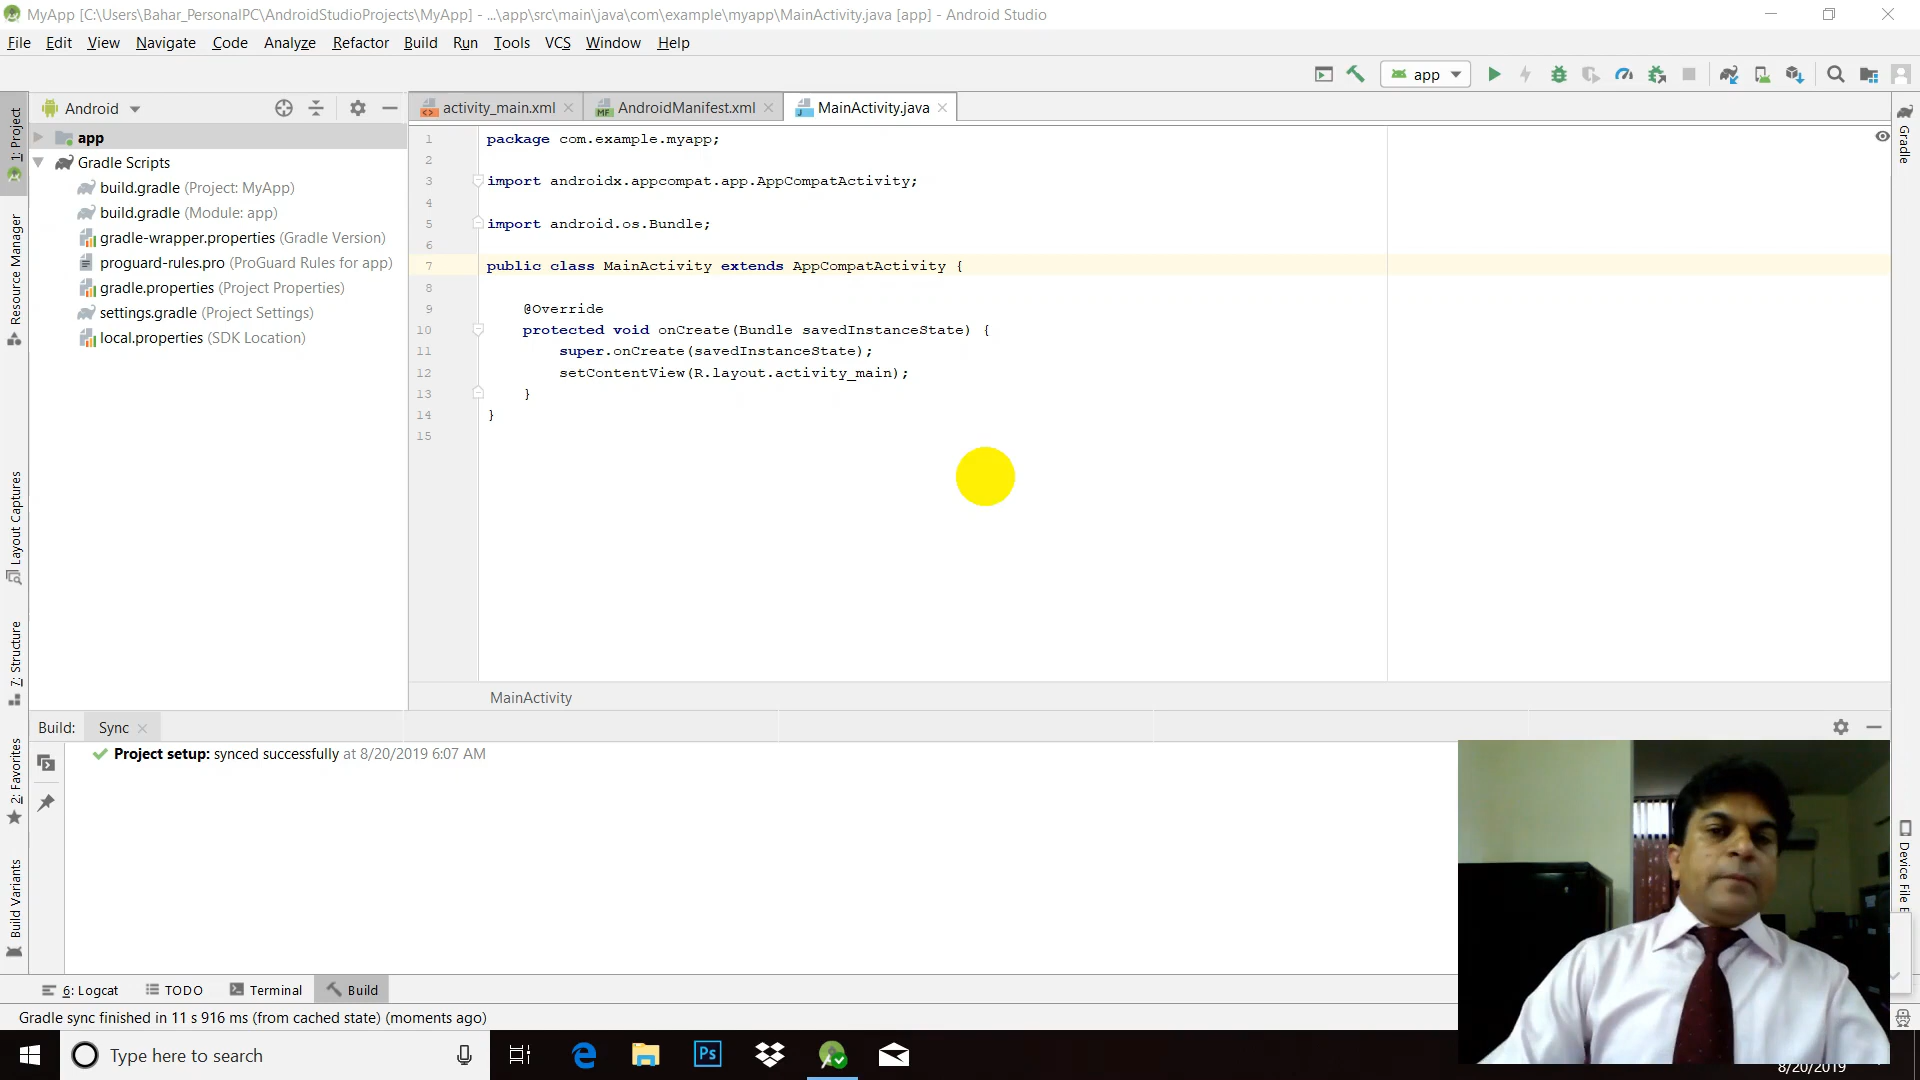 MyApp [C:\Users\Bahar_PersonalPC\AndroidStudioProjects\MyApp] - ...\app\src\main\java\com\example\myapp\MainActivity.java [app] - Android Studio
File Edit View Navigate Code Analyze Refactor Build Run Tools VCS Window Help
app
Android
activity_main.xml
AndroidManifest.xml
MainActivity.java
1: Project
Resource Manager
Layout Captures
7: Structure
2: Favorites
Build Variants
app
Gradle Scripts
build.gradle (Project: MyApp)
build.gradle (Module: app)
gradle-wrapper.properties (Gradle Version)
proguard-rules.pro (ProGuard Rules for app)
gradle.properties (Project Properties)
settings.gradle (Project Settings)
local.properties (SDK Location)
1 package com.example.myapp;
2
3 import androidx.appcompat.app.AppCompatActivity;
4
5 import android.os.Bundle;
6
7 public class MainActivity extends AppCompatActivity {
8
9 @Override
10 protected void onCreate(Bundle savedInstanceState) {
11 super.onCreate(savedInstanceState);
12 setContentView(R.layout.activity_main);
13 }
14 }
15
MainActivity
Gradle
Device File E
Build: Sync
Project setup: synced successfully at 8/20/2019 6:07 AM
6: Logcat TODO Terminal Build
Gradle sync finished in 11 s 916 ms (from cached state) (moments ago)
Type here to search
Ps
8/20/2019